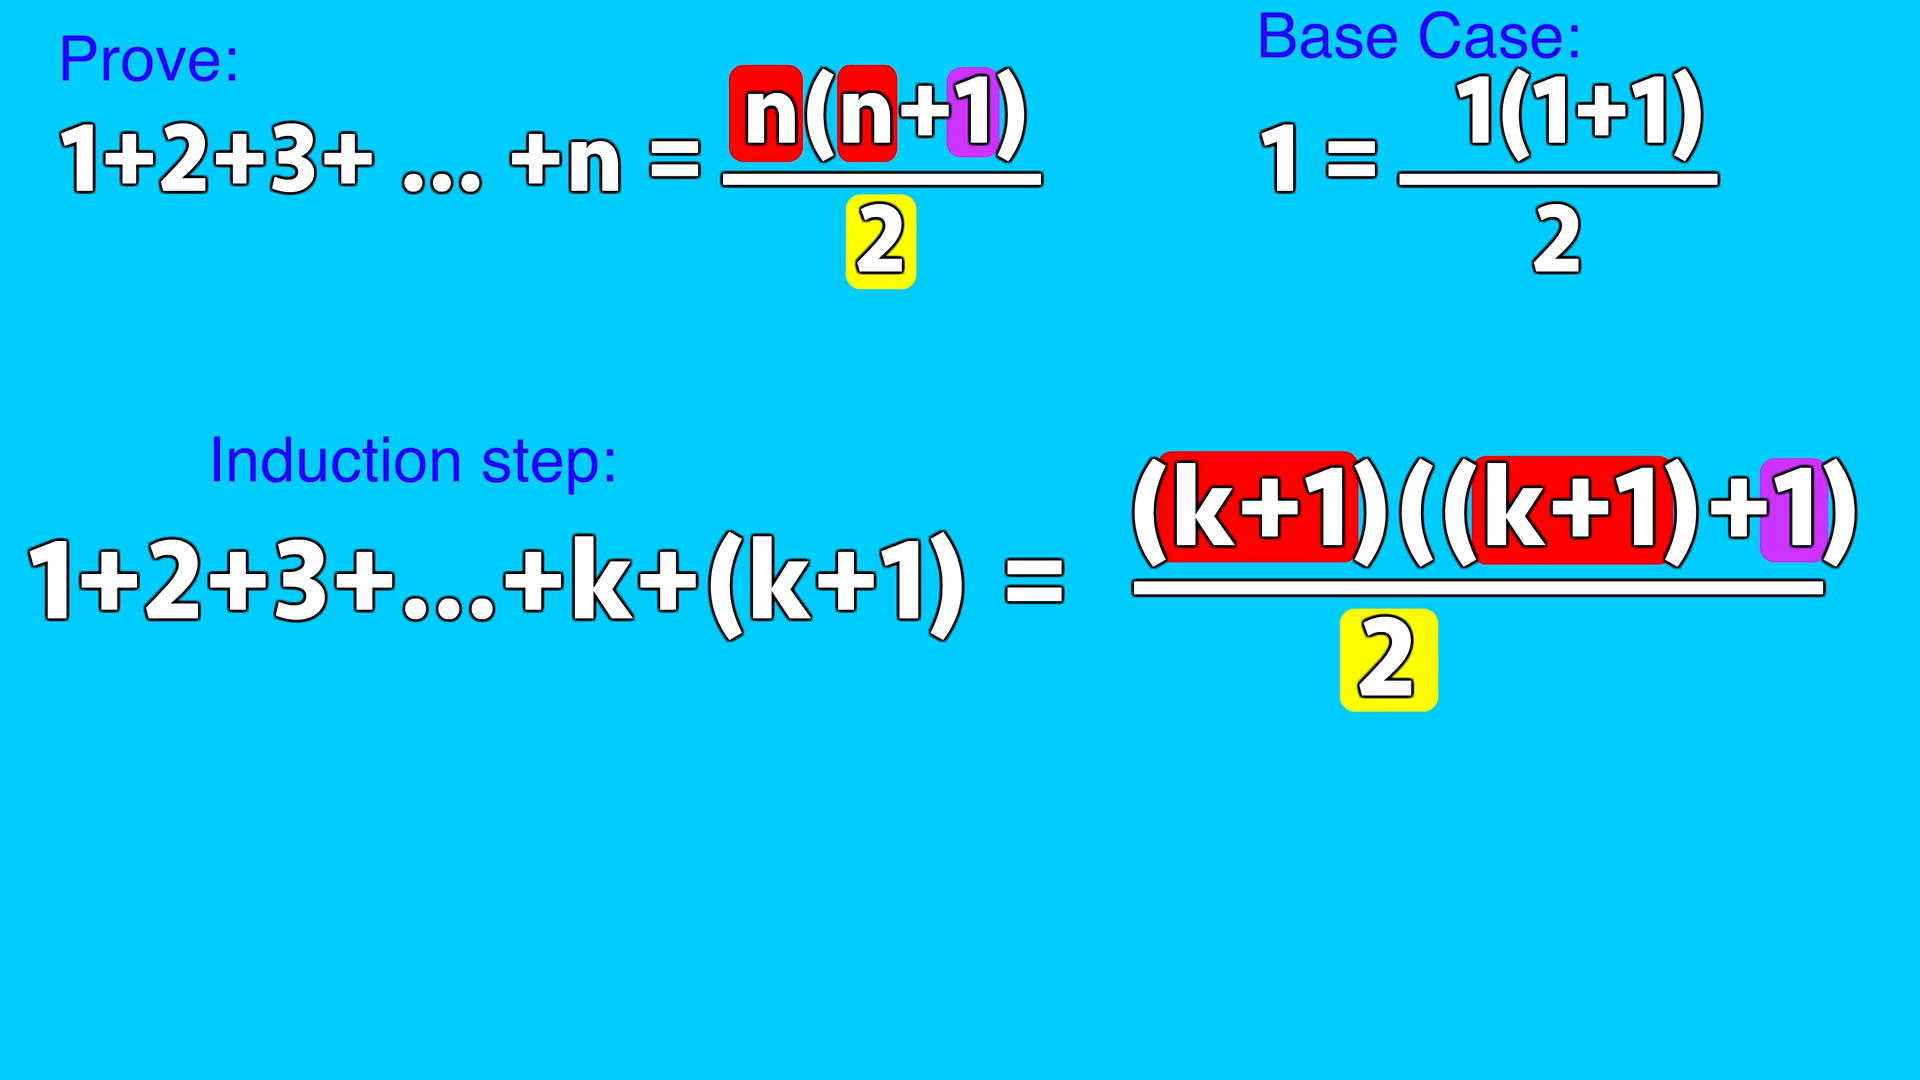 Prove:
1+2+3+ ... +n = n(n+1)
2
Base Case:
1 = 1(1+1)
2
Induction step:
1+2+3+...+k+(k+1) = (k+1)((k+1)+1)
2